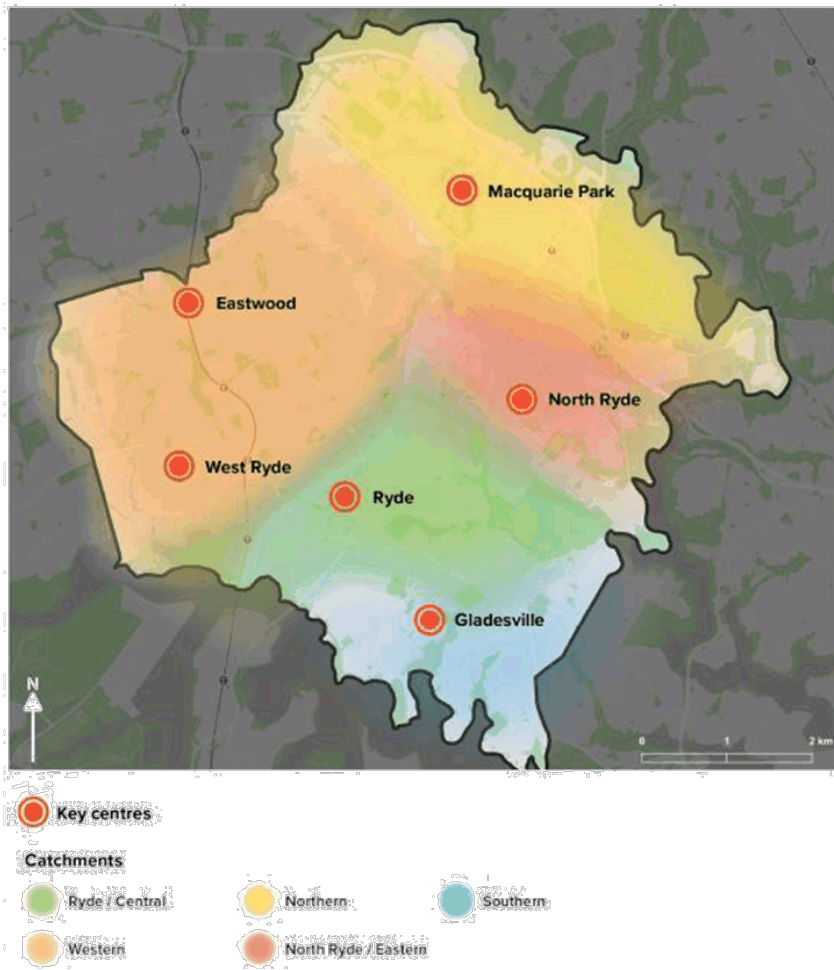 Macquarie Park
Eastwood
North Ryde
West Ryde
Ryde
Gladesville
N
0 1 2 km
Key centres
Catchments
Ryde / Central Northern Southern
Western North Ryde / Eastern